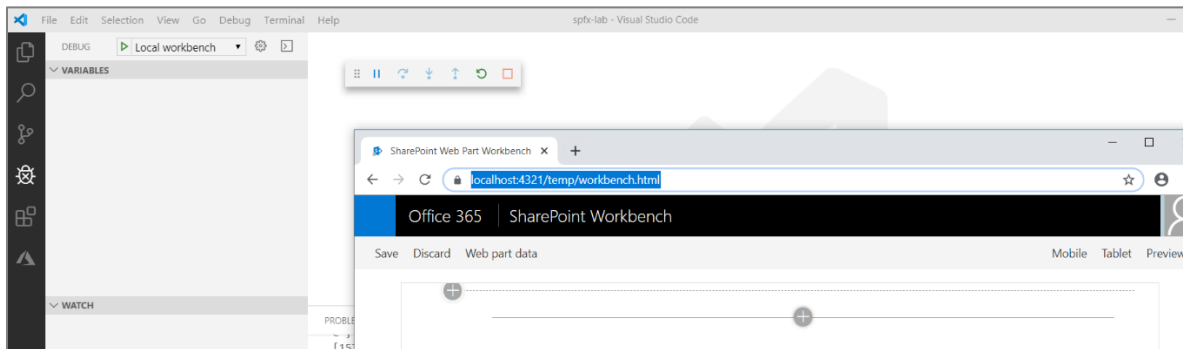 File Edit Selection View Go Debug Terminal Help spfx-lab - Visual Studio Code
DEBUG Local workbench
VARIABLES
SharePoint Web Part Workbench
localhost:4321/temp/workbench.html
Office 365 SharePoint Workbench
Save Discard Web part data Mobile Tablet Preview
WATCH
PROBLE